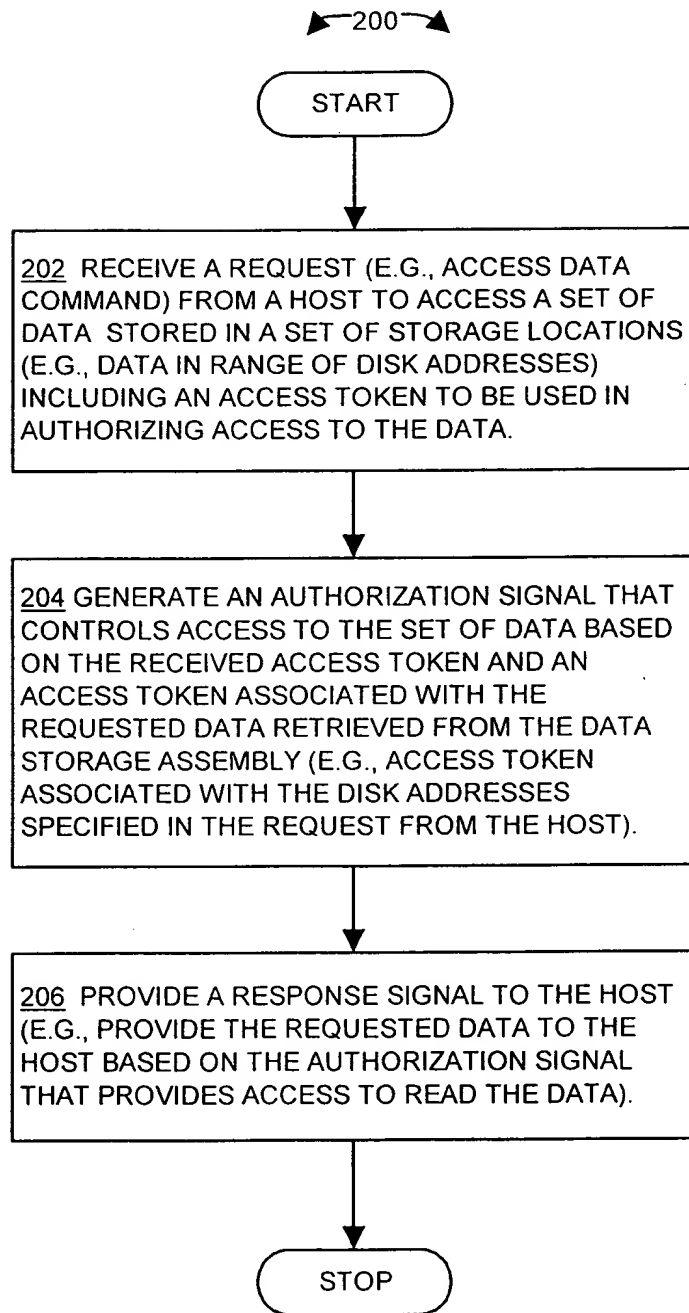 200
START
202 RECEIVE A REQUEST (E.G., ACCESS DATA
COMMAND) FROM A HOST TO ACCESS A SET OF
DATA STORED IN A SET OF STORAGE LOCATIONS
(E.G., DATA IN RANGE OF DISK ADDRESSES)
INCLUDING AN ACCESS TOKEN TO BE USED IN
AUTHORIZING ACCESS TO THE DATA.
204 GENERATE AN AUTHORIZATION SIGNAL THAT
CONTROLS ACCESS TO THE SET OF DATA BASED
ON THE RECEIVED ACCESS TOKEN AND AN
ACCESS TOKEN ASSOCIATED WITH THE
REQUESTED DATA RETRIEVED FROM THE DATA
STORAGE ASSEMBLY (E.G., ACCESS TOKEN
ASSOCIATED WITH THE DISK ADDRESSES
SPECIFIED IN THE REQUEST FROM THE HOST).
206 PROVIDE A RESPONSE SIGNAL TO THE HOST
(E.G., PROVIDE THE REQUESTED DATA TO THE
HOST BASED ON THE AUTHORIZATION SIGNAL
THAT PROVIDES ACCESS TO READ THE DATA).
STOP